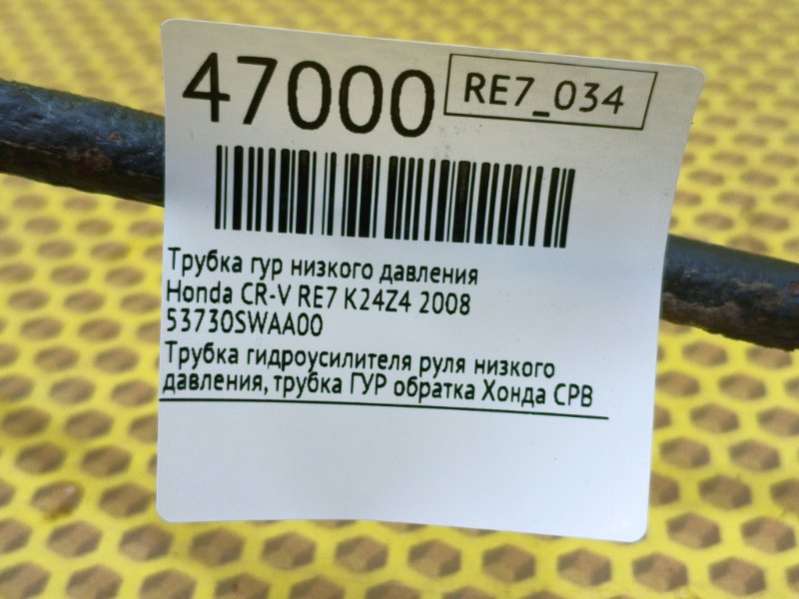 47000
RE7_034
Трубка гур низкого давления
Honda CR-V RE7 K24Z4 2008
53730SWAA00
Трубка гидроусилителя руля низкого
давления, трубка ГУР обратка Хонда СРВ